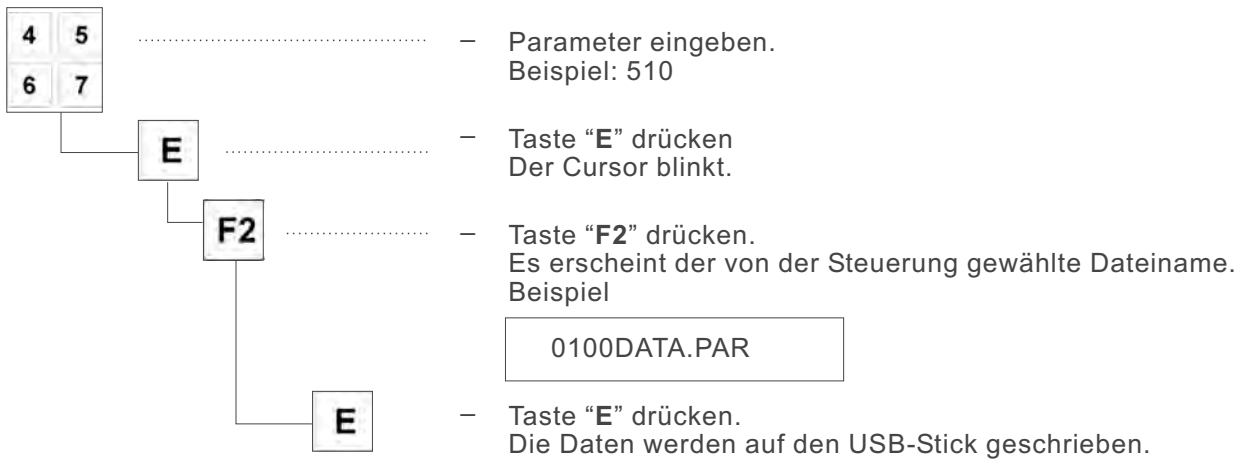 4 5
6 7
– Parameter eingeben.
Beispiel: 510
E
– Taste “E” drücken
Der Cursor blinkt.
F2
– Taste “F2” drücken.
Es erscheint der von der Steuerung gewählte Dateiname.
Beispiel
0100DATA.PAR
E
– Taste “E” drücken.
Die Daten werden auf den USB-Stick geschrieben.